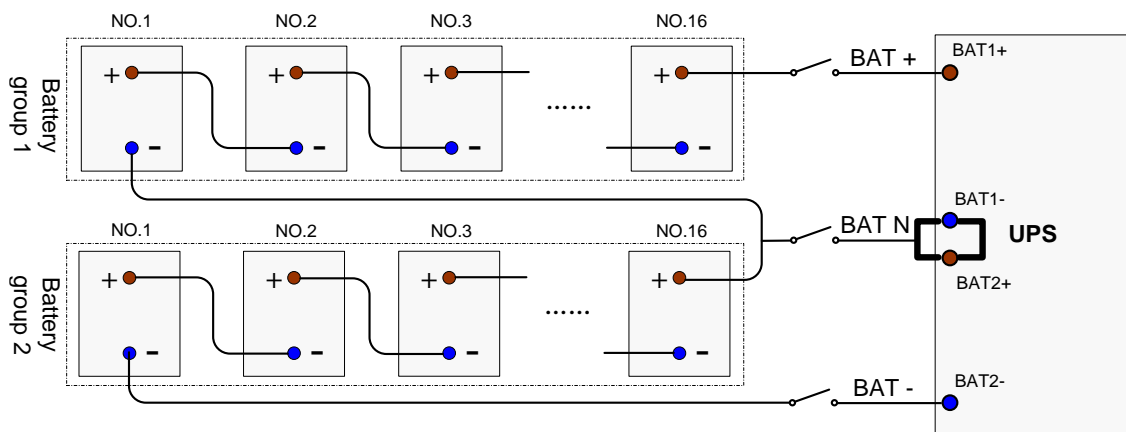 NO.1 NO.2 NO.3 NO.16
Battery
group 1
+ + + +
- - - -
......
BAT + BAT1+
BAT N BAT1-
UPS
BAT2+
NO.1 NO.2 NO.3 NO.16
Battery
group 2
+ + + +
- - - -
......
BAT - BAT2-